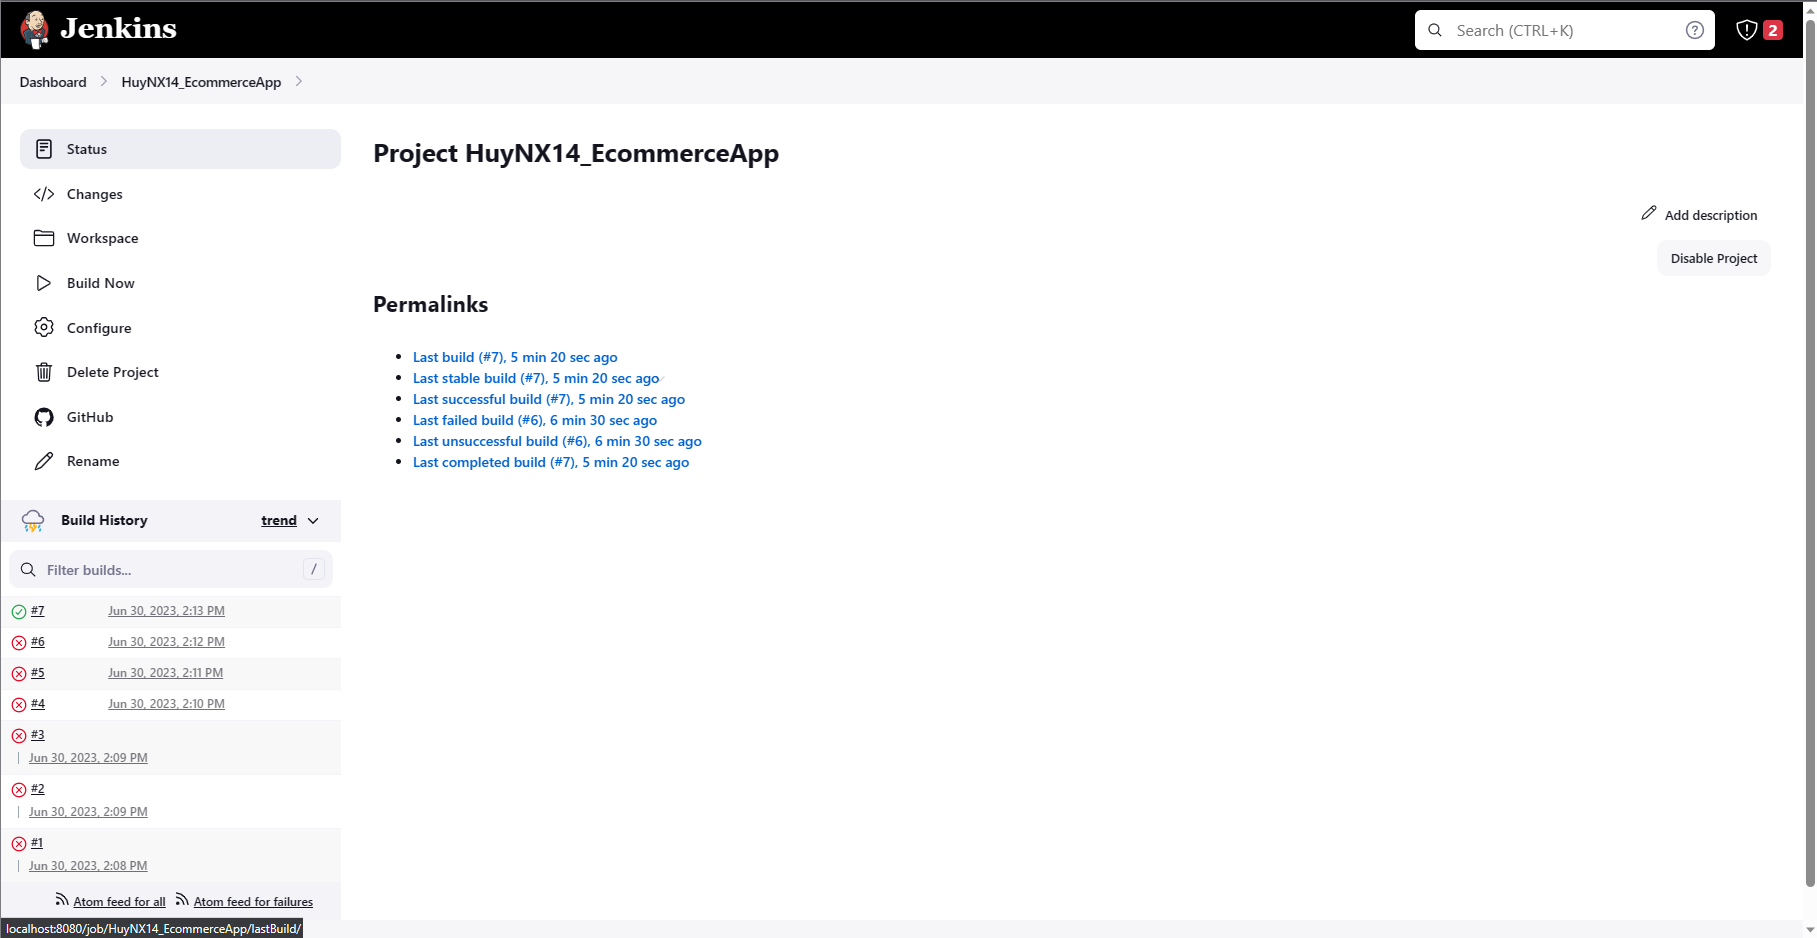 Jenkins
Search (CTRL+K)
2
Dashboard
HuyNX14_EcommerceApp
Status
Changes
Workspace
Build Now
Configure
Delete Project
GitHub
Rename
Build History
trend
Filter builds...
/
#7
Jun 30, 2023, 2:13 PM
#6
Jun 30, 2023, 2:12 PM
#5
Jun 30, 2023, 2:11 PM
#4
Jun 30, 2023, 2:10 PM
#3
Jun 30, 2023, 2:09 PM
#2
Jun 30, 2023, 2:09 PM
#1
Jun 30, 2023, 2:08 PM
Atom feed for all
Atom feed for failures
Project HuyNX14_EcommerceApp
Add description
Disable Project
Permalinks
Last build (#7), 5 min 20 sec ago
Last stable build (#7), 5 min 20 sec ago
Last successful build (#7), 5 min 20 sec ago
Last failed build (#6), 6 min 30 sec ago
Last unsuccessful build (#6), 6 min 30 sec ago
Last completed build (#7), 5 min 20 sec ago
localhost:8080/job/HuyNX14_EcommerceApp/lastBuild/